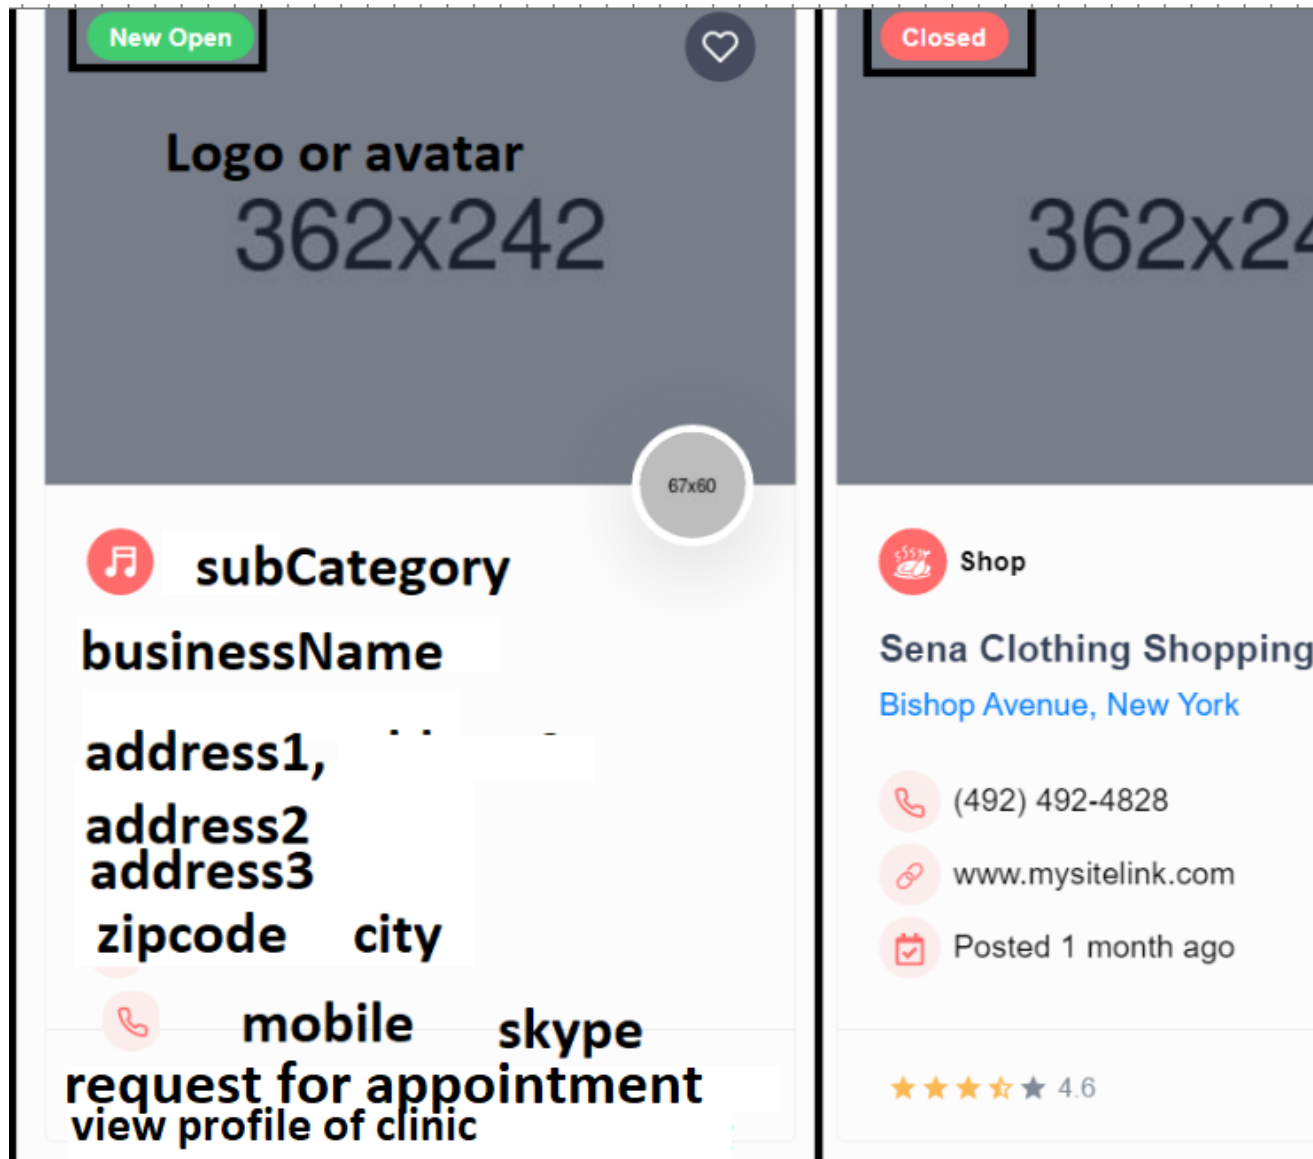 New Open
Logo or avatar
362x242
67x60
subCategory
businessName
address1,
address2
address3
zipcode city
mobile skype
request for appointment
view profile of clinic
Closed
362x24
Shop
Sena Clothing Shopping
Bishop Avenue, New York
(492) 492-4828
www.mysitelink.com
Posted 1 month ago
4.6